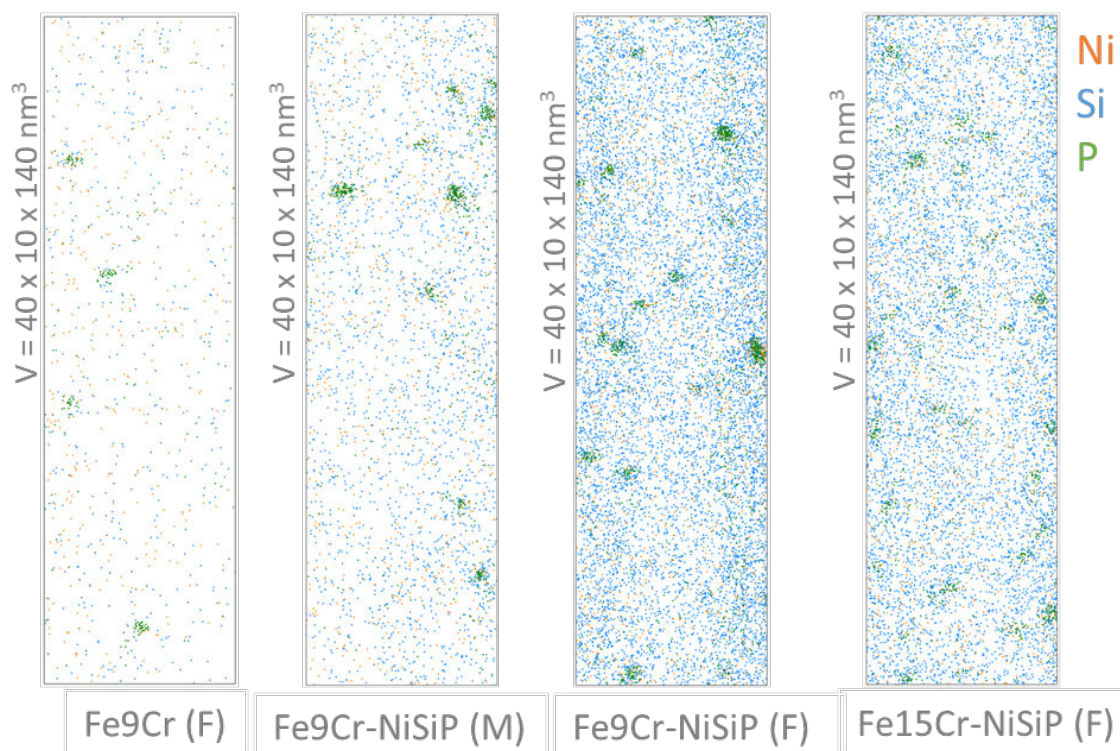 V = 40 x 10 x 140 nm³
V = 40 x 10 x 140 nm³
V = 40 x 10 x 140 nm³
V = 40 x 10 x 140 nm³
Ni
Si
P
Fe9Cr (F)
Fe9Cr-NiSiP (M)
Fe9Cr-NiSiP (F)
Fe15Cr-NiSiP (F)